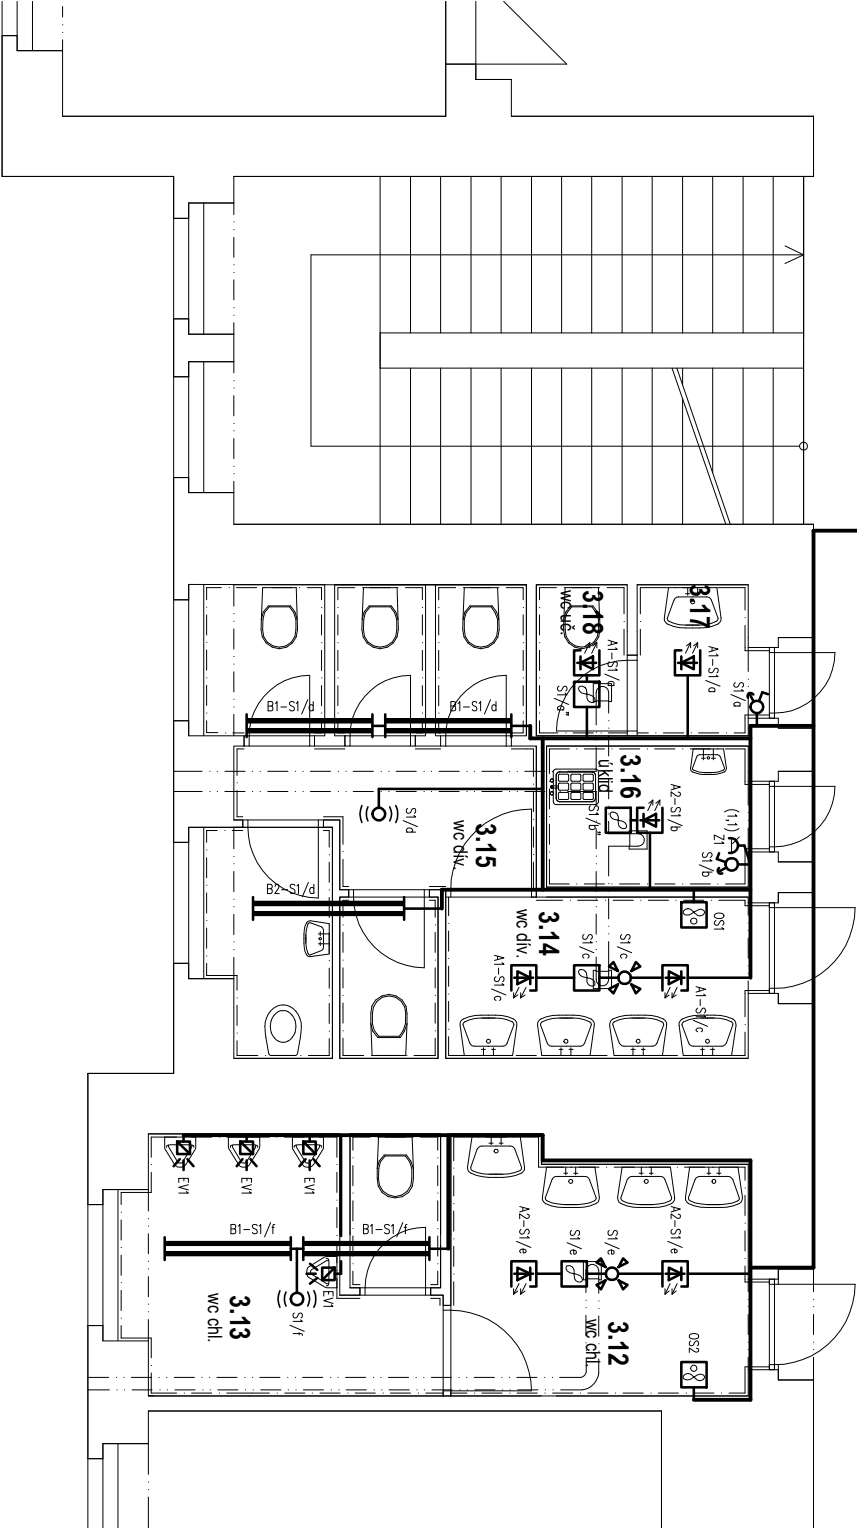 3.17
3.18
wc uč.
A1-S1/a
A1-S1/a
S1/a"
S1/a
B1-S1/d
B1-S1/d
3.16
úklid
A2-S1/b
S1/b"
(1,1)
Z1
S1/b
S1/d
3.15
wc dív.
B2-S1/d
3.14
wc dív.
OS1
S1/c
S1/c
A1-S1/c
A1-S1/c
EV1
EV1
EV1
B1-S1/f
B1-S1/f
A2-S1/e
S1/e
S1/e
A2-S1/e
EV1
S1/f
3.13
wc chl.
3.12
wc chl.
OS2